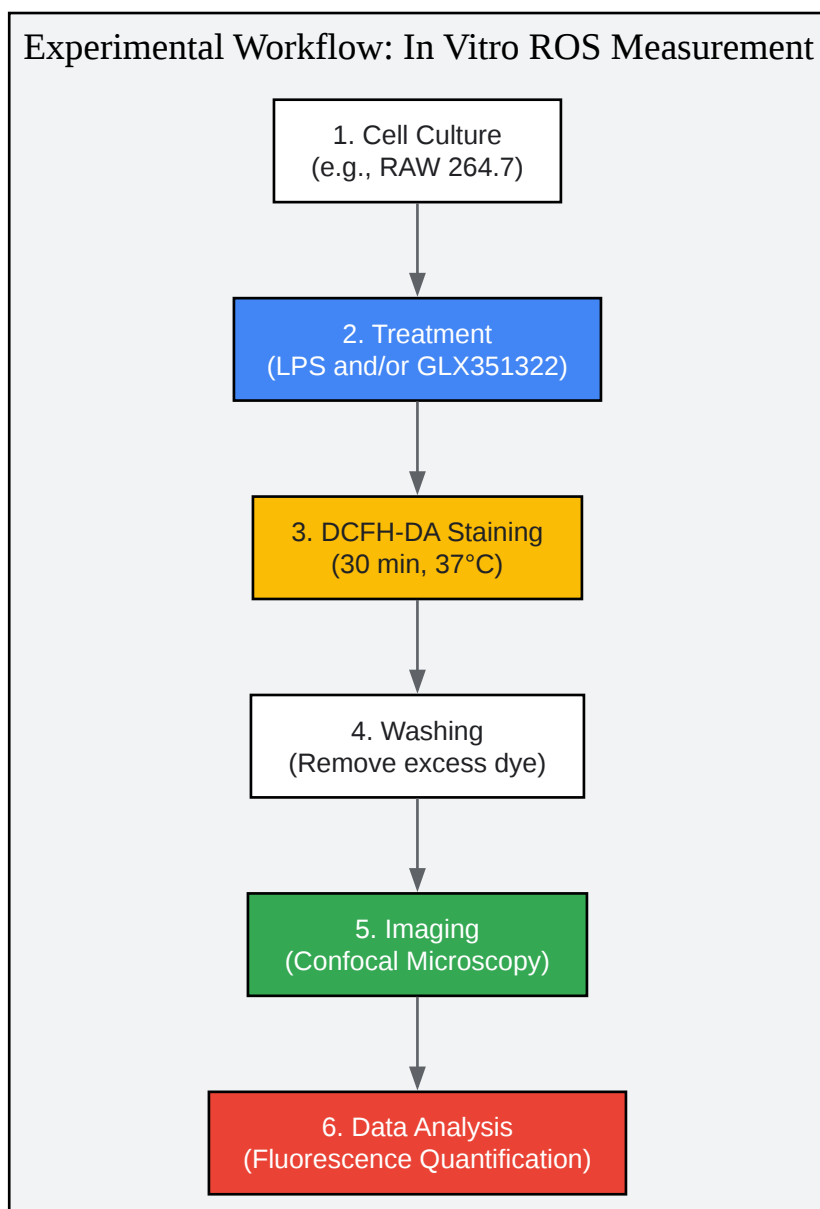 Experimental Workflow: In Vitro ROS Measurement
1. Cell Culture
(e.g., RAW 264.7)
2. Treatment
(LPS and/or GLX351322)
3. DCFH-DA Staining
(30 min, 37°C)
4. Washing
(Remove excess dye)
5. Imaging
(Confocal Microscopy)
6. Data Analysis
(Fluorescence Quantification)